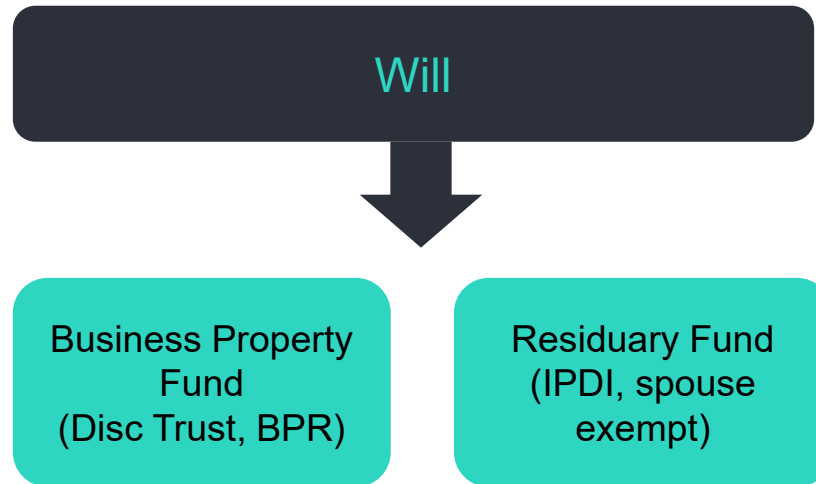 Will
Business Property
Fund
(Disc Trust, BPR)
Residuary Fund
(IPDI, spouse
exempt)